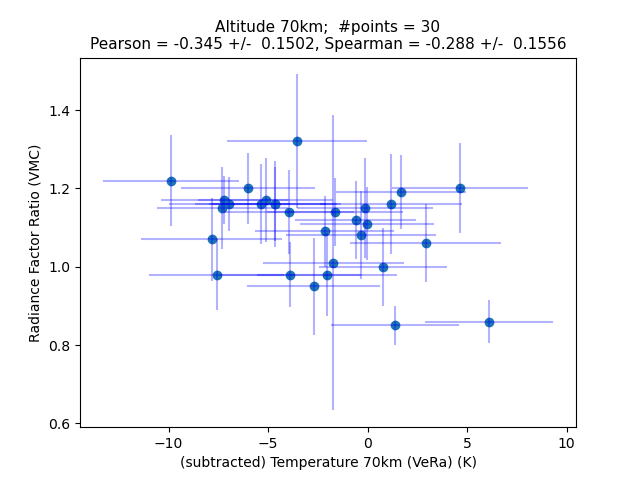 Altitude 70km;  #points = 30
Pearson = -0.345 +/-  0.1502, Spearman = -0.288 +/-  0.1556
Radiance Factor Ratio (VMC)
1.4
1.2
1.0
0.8
0.6
−10
−5
0
5
10
(subtracted) Temperature 70km (VeRa) (K)